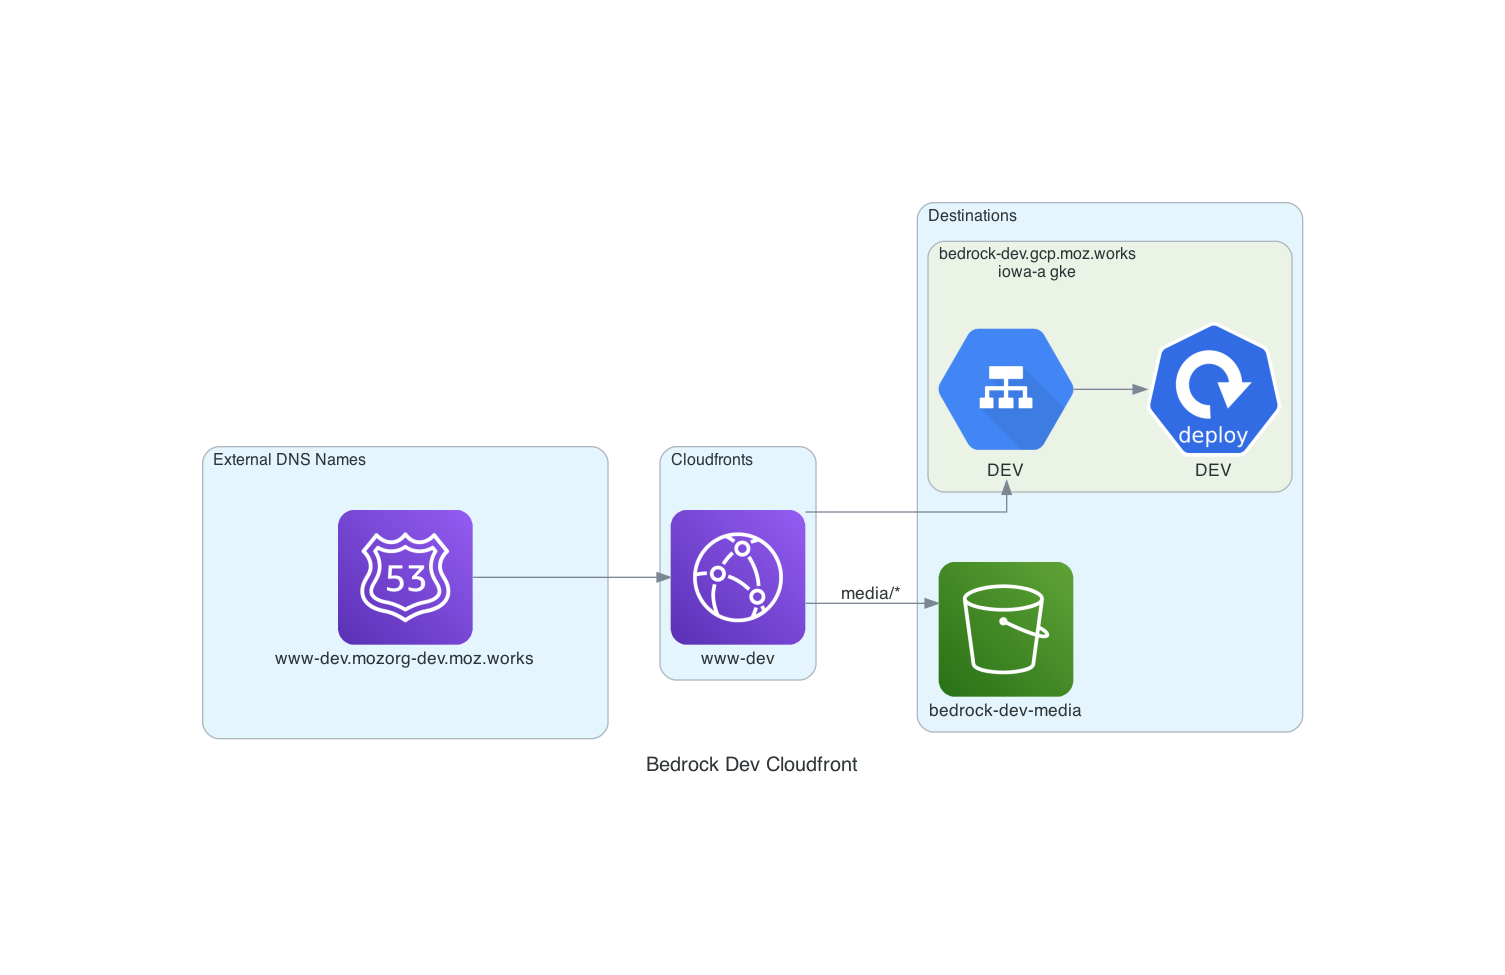 Destinations
bedrock-dev.gcp.moz.works
iowa-a gke
deploy
DEV
DEV
External DNS Names
53
www-dev.mozorg-dev.moz.works
Cloudfronts
www-dev
media/*
bedrock-dev-media
Bedrock Dev Cloudfront